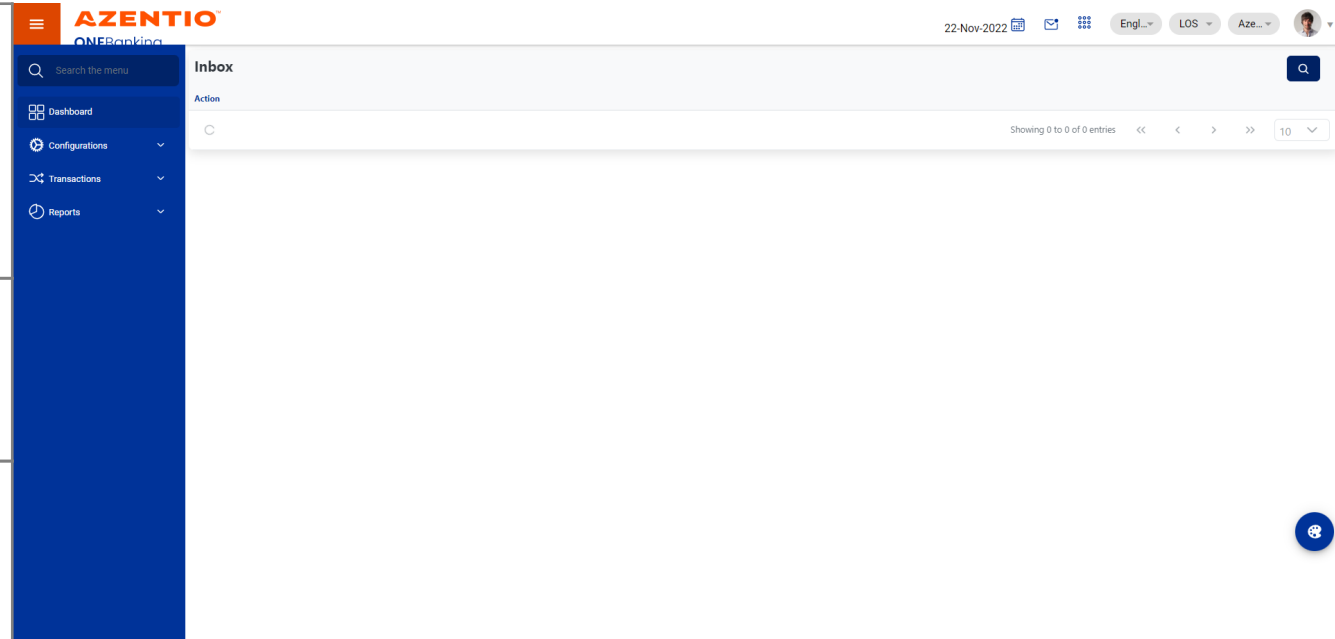 AZENTIO™
ONEBanking
22-Nov-2022
Engl...
LOS
Aze...
Search the menu
Dashboard
Configurations
Transactions
Reports
Inbox
Action
Showing 0 to 0 of 0 entries
10